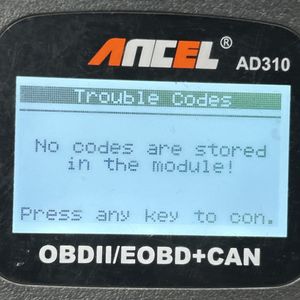 ANCEL®
AD310
Trouble Codes
No codes are stored
in the module!
Press any key to con.
OBDII/EOBD+CAN